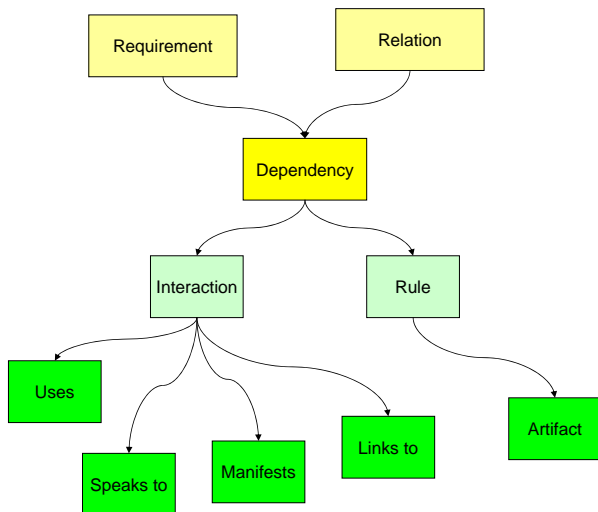 Requirement
Relation
Dependency
Interaction
Rule
Uses
Speaks to
Manifests
Links to
Artifact